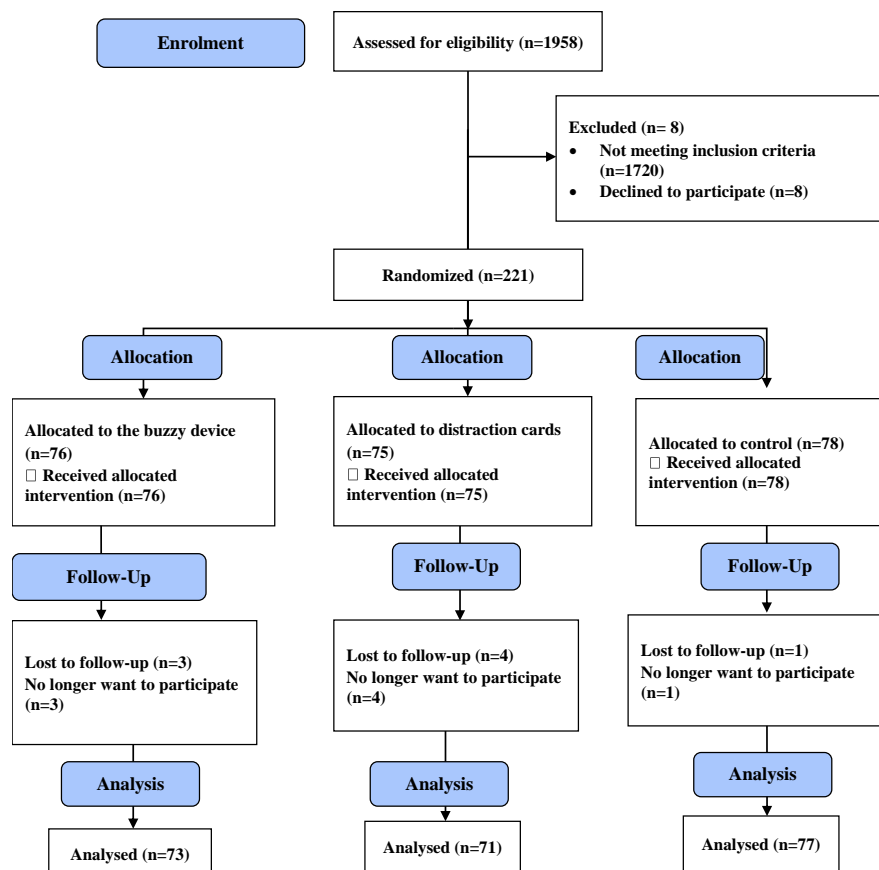 Enrolment
Assessed for eligibility (n=1958)
Excluded (n= 8)
• Not meeting inclusion criteria
(n=1720)
• Declined to participate (n=8)
Randomized (n=221)
Allocation
Allocation
Allocation
Allocated to the buzzy device
(n=76)
□ Received allocated
intervention (n=76)
Allocated to distraction cards
(n=75)
□ Received allocated
intervention (n=75)
Allocated to control (n=78)
□ Received allocated
intervention (n=78)
Follow-Up
Follow-Up
Follow-Up
Lost to follow-up (n=3)
No longer want to participate
(n=3)
Lost to follow-up (n=4)
No longer want to participate
(n=4)
Lost to follow-up (n=1)
No longer want to participate
(n=1)
Analysis
Analysis
Analysis
Analysed (n=73)
Analysed (n=71)
Analysed (n=77)